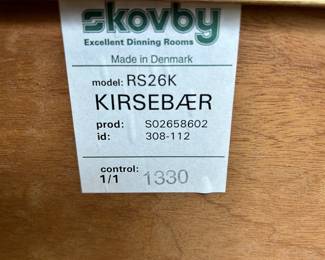 skovby
Excellent Dinning Rooms
Made in Denmark
model: RS26K
KIRSEBÆR
prod: S02658602
id: 308-112
control:
1/1 1330